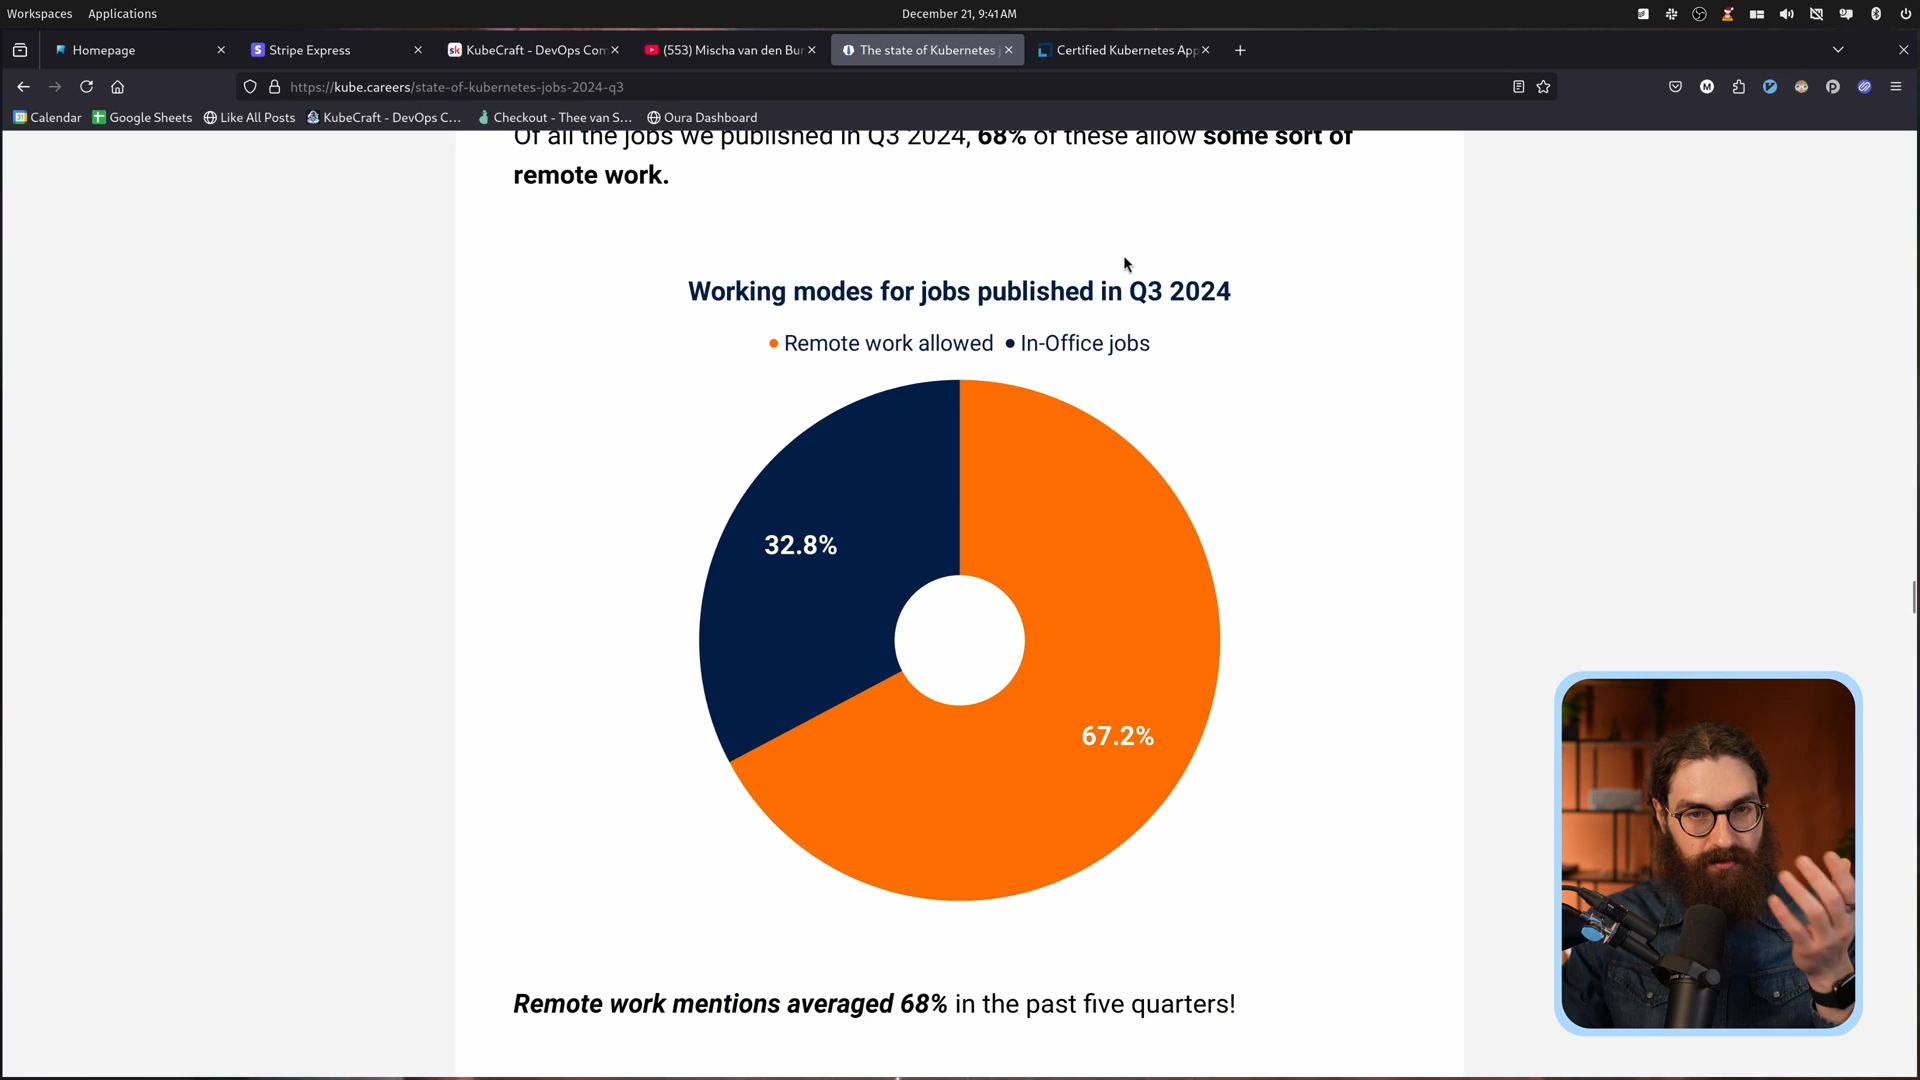 Workspaces Applications December 21, 9:41 AM
Homepage Stripe Express KubeCraft - DevOps Con (553) Mischa van den Bur The state of Kubernetes j Certified Kubernetes App
https://kube.careers/state-of-kubernetes-jobs-2024-q3
Calendar Google Sheets Like All Posts KubeCraft - DevOps C... Checkout - Thee van S... Oura Dashboard
Of all the jobs we published in Q3 2024, 68% of these allow some sort of
remote work.
Working modes for jobs published in Q3 2024
Remote work allowed In-Office jobs
32.8%
67.2%
Remote work mentions averaged 68% in the past five quarters!